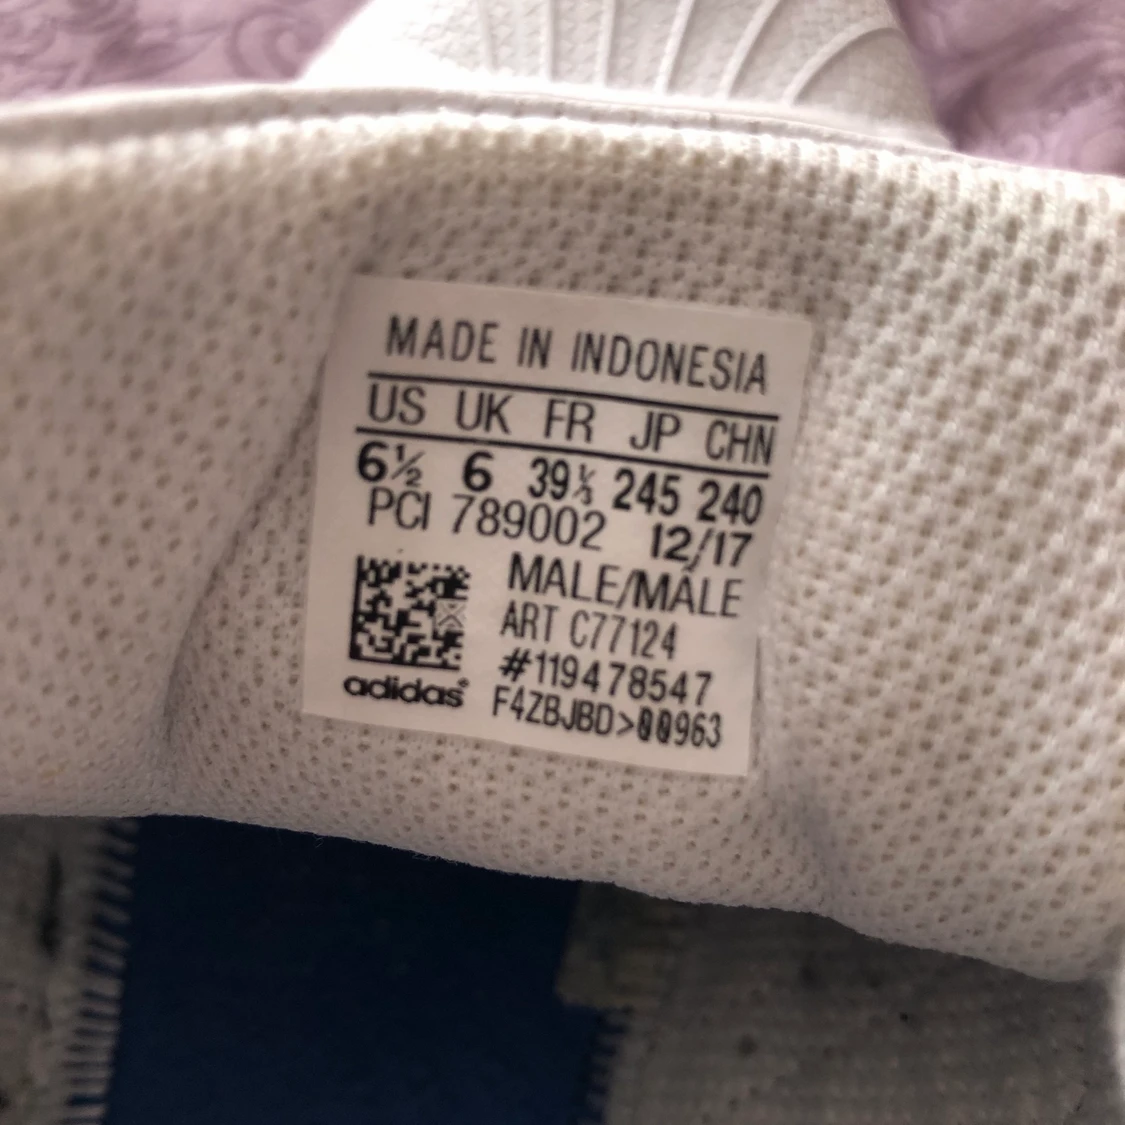 MADE IN INDONESIA
US UK FR JP CHN
6½ 6 39⅓ 245 240
PCI 789002 12/17
MALE/MÂLE
ART C77124
#119478547
adidas® F4ZBJBD>00963